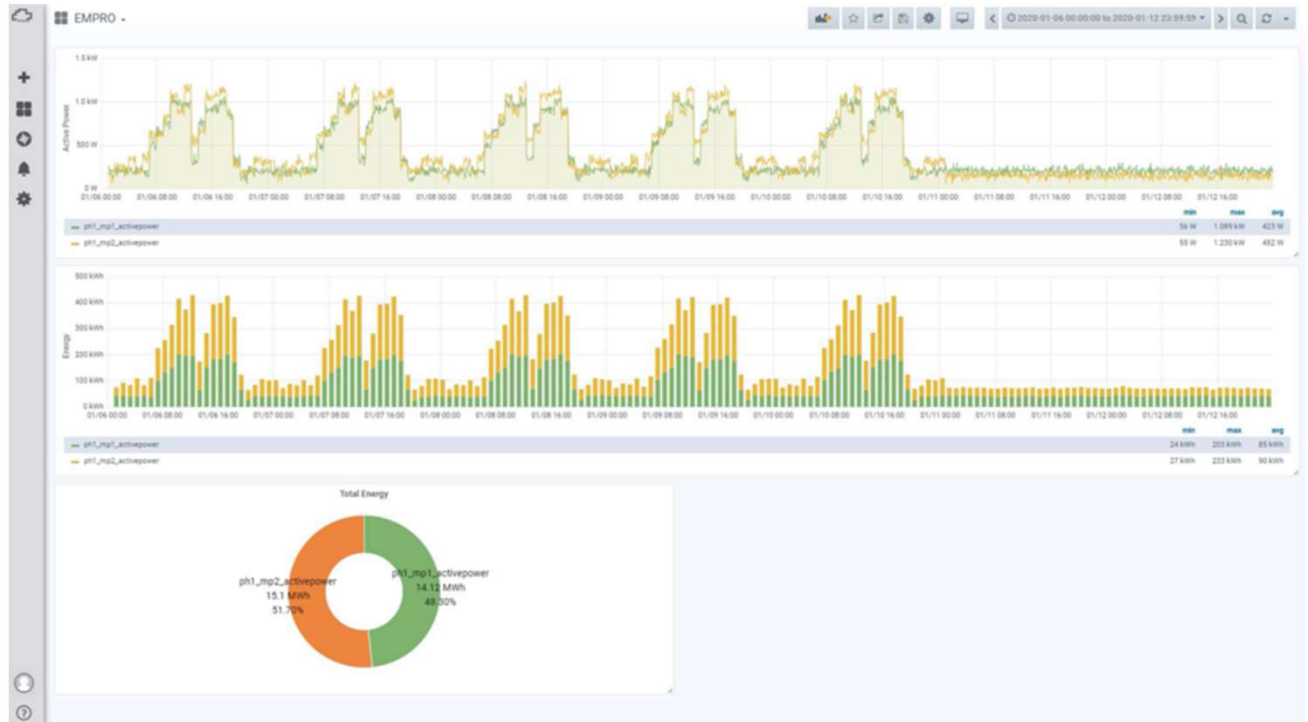 EMPRO
2020-01-06 00:00:00 to 2020-01-12 23:59:59
1.5 kW
1.0 kW
500 W
0 W
Active Power
01/06 00:00 01/06 08:00 01/06 16:00 01/07 00:00 01/07 08:00 01/07 16:00 01/08 00:00 01/08 08:00 01/08 16:00 01/09 00:00 01/09 08:00 01/09 16:00 01/10 00:00 01/10 08:00 01/10 16:00 01/11 00:00 01/11 08:00 01/11 16:00 01/12 00:00 01/12 08:00 01/12 16:00
min max avg
ph1_mp1_activepower 56 W 1.089 kW 423 W
ph1_mp2_activepower 55 W 1.230 kW 452 W
500 kWh
400 kWh
300 kWh
200 kWh
100 kWh
0 kWh
Energy
01/06 00:00 01/06 08:00 01/06 16:00 01/07 00:00 01/07 08:00 01/07 16:00 01/08 00:00 01/08 08:00 01/08 16:00 01/09 00:00 01/09 08:00 01/09 16:00 01/10 00:00 01/10 08:00 01/10 16:00 01/11 00:00 01/11 08:00 01/11 16:00 01/12 00:00 01/12 08:00 01/12 16:00
min max avg
ph1_mp1_activepower 24 kWh 203 kWh 85 kWh
ph1_mp2_activepower 27 kWh 233 kWh 90 kWh
Total Energy
ph1_mp2_activepower
15.1 MWh
51.70%
ph1_mp1_activepower
14.12 MWh
48.30%